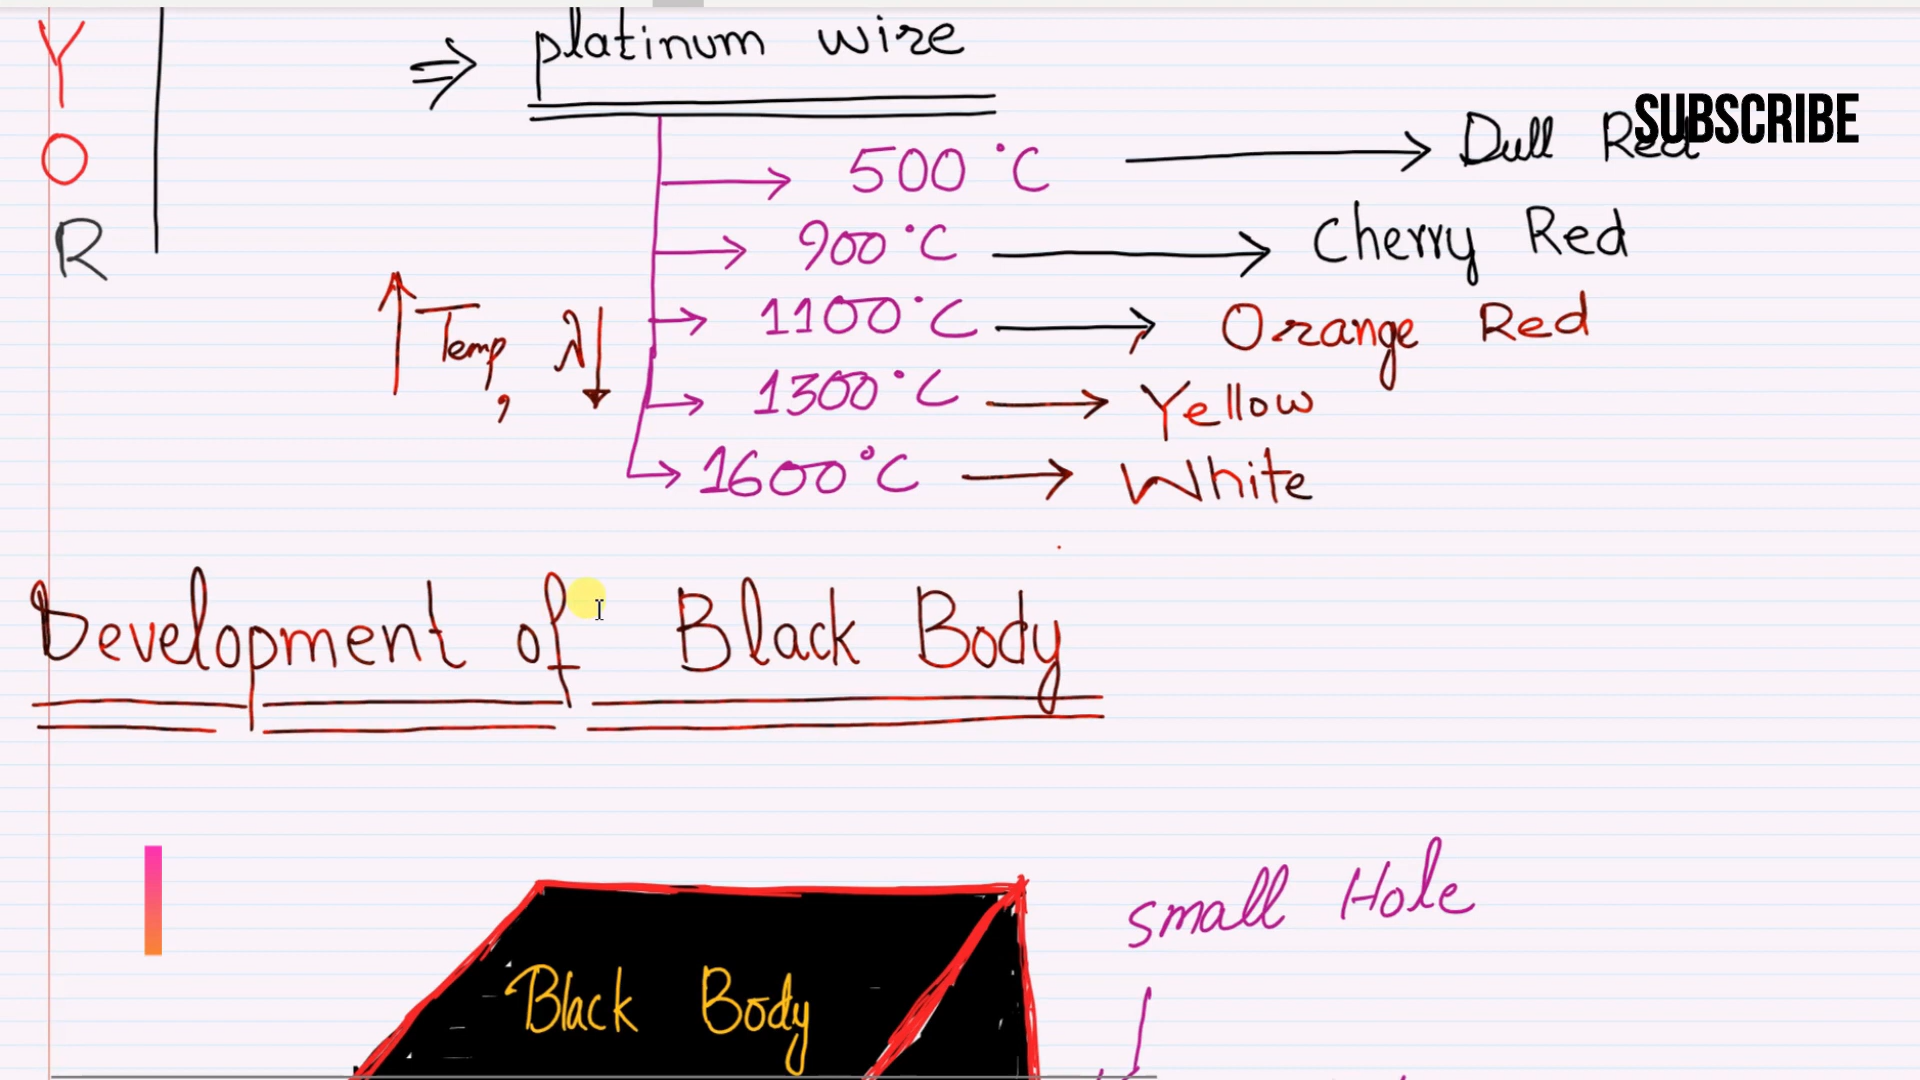 Y
O
R
⇒ platinum wire
SUBSCRIBE
500°C → Dull Red
900°C → Cherry Red
1100°C → Orange Red
↑ Temp, λ ↓
1300°C → Yellow
1600°C → White
Development of Black Body
small Hole
Black Body